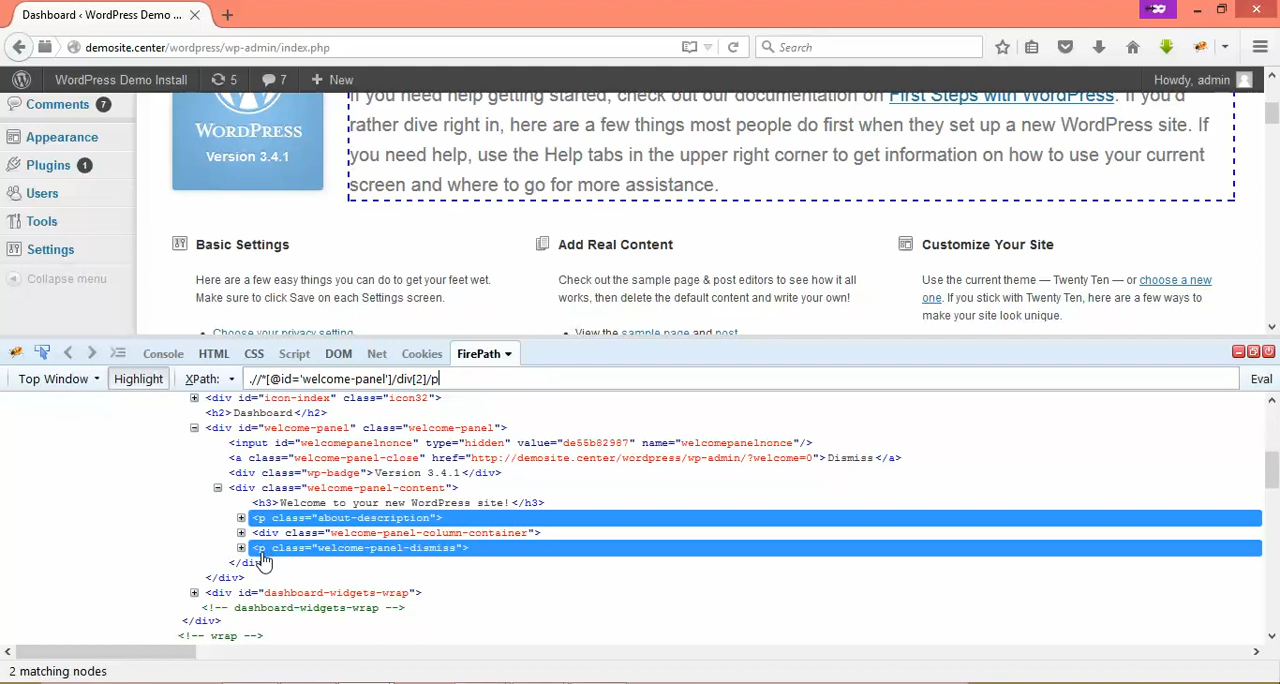 Dashboard ‹ WordPress Demo ...
demosite.center/wordpress/wp-admin/index.php
Search
WordPress Demo Install 5 7 + New Howdy, admin
Comments 7
Appearance
Plugins 1
Users
Tools
Settings
Collapse menu
WORDPRESS
Version 3.4.1
If you need help getting started, check out our documentation on First Steps with WordPress. If you'd
rather dive right in, here are a few things most people do first when they set up a new WordPress site. If
you need help, use the Help tabs in the upper right corner to get information on how to use your current
screen and where to go for more assistance.
Basic Settings
Here are a few easy things you can do to get your feet wet.
Make sure to click Save on each Settings screen.
• Choose your privacy setting
Add Real Content
Check out the sample page & post editors to see how it all
works, then delete the default content and write your own!
• View the sample page and post
Customize Your Site
Use the current theme — Twenty Ten — or choose a new
one. If you stick with Twenty Ten, here are a few ways to
make your site look unique.
Console HTML CSS Script DOM Net Cookies FirePath
Top Window Highlight XPath: .//*[@id='welcome-panel']/div[2]/p Eval
<div id="icon-index" class="icon32">
<h2>Dashboard</h2>
<div id="welcome-panel" class="welcome-panel">
<input id="welcomepanelnonce" type="hidden" value="de55b82987" name="welcomepanelnonce"/>
<a class="welcome-panel-close" href="http://demosite.center/wordpress/wp-admin/?welcome=0">Dismiss</a>
<div class="wp-badge">Version 3.4.1</div>
<div class="welcome-panel-content">
<h3>Welcome to your new WordPress site!</h3>
<p class="about-description">
<div class="welcome-panel-column-container">
<p class="welcome-panel-dismiss">
</div>
</div>
<div id="dashboard-widgets-wrap">
<!-- dashboard-widgets-wrap -->
</div>
<!-- wrap -->
2 matching nodes